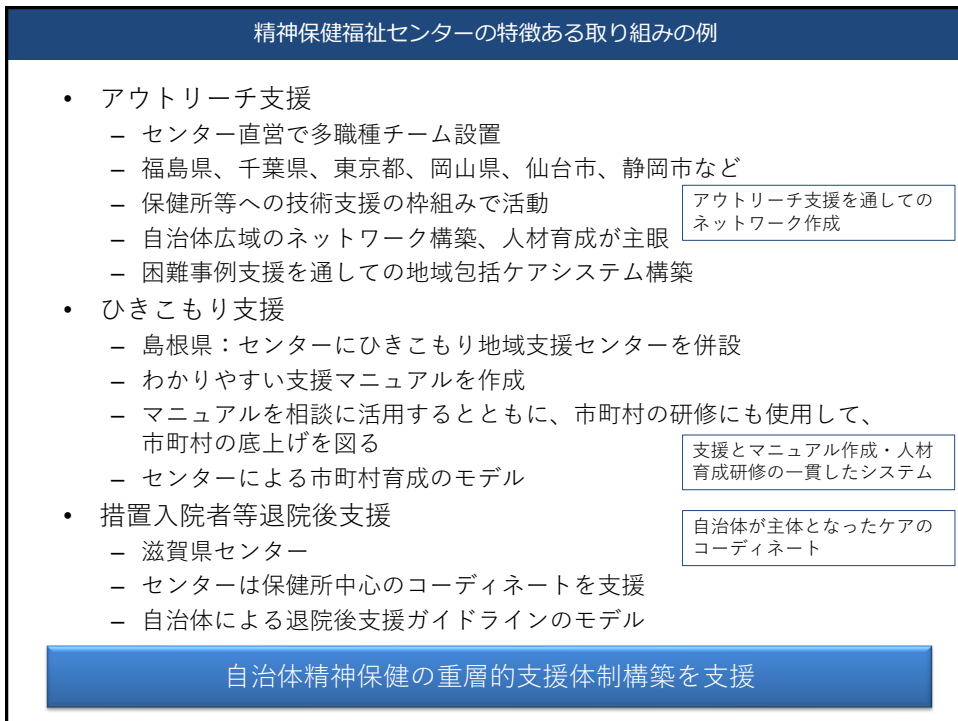 精神保健福祉センターの特徴ある取り組みの例
• アウトリーチ支援
– センター直営で多職種チーム設置
– 福島県、千葉県、東京都、岡山県、仙台市、静岡市など
– 保健所等への技術支援の枠組みで活動
– 自治体広域のネットワーク構築、人材育成が主眼
– 困難事例支援を通しての地域包括ケアシステム構築
アウトリーチ支援を通しての
ネットワーク作成
• ひきこもり支援
– 島根県：センターにひきこもり地域支援センターを併設
– わかりやすい支援マニュアルを作成
– マニュアルを相談に活用するとともに、市町村の研修にも使用して、
市町村の底上げを図る
– センターによる市町村育成のモデル
支援とマニュアル作成・人材
育成研修の一貫したシステム
• 措置入院者等退院後支援
– 滋賀県センター
– センターは保健所中心のコーディネートを支援
– 自治体による退院後支援ガイドラインのモデル
自治体が主体となったケアの
コーディネート
自治体精神保健の重層的支援体制構築を支援